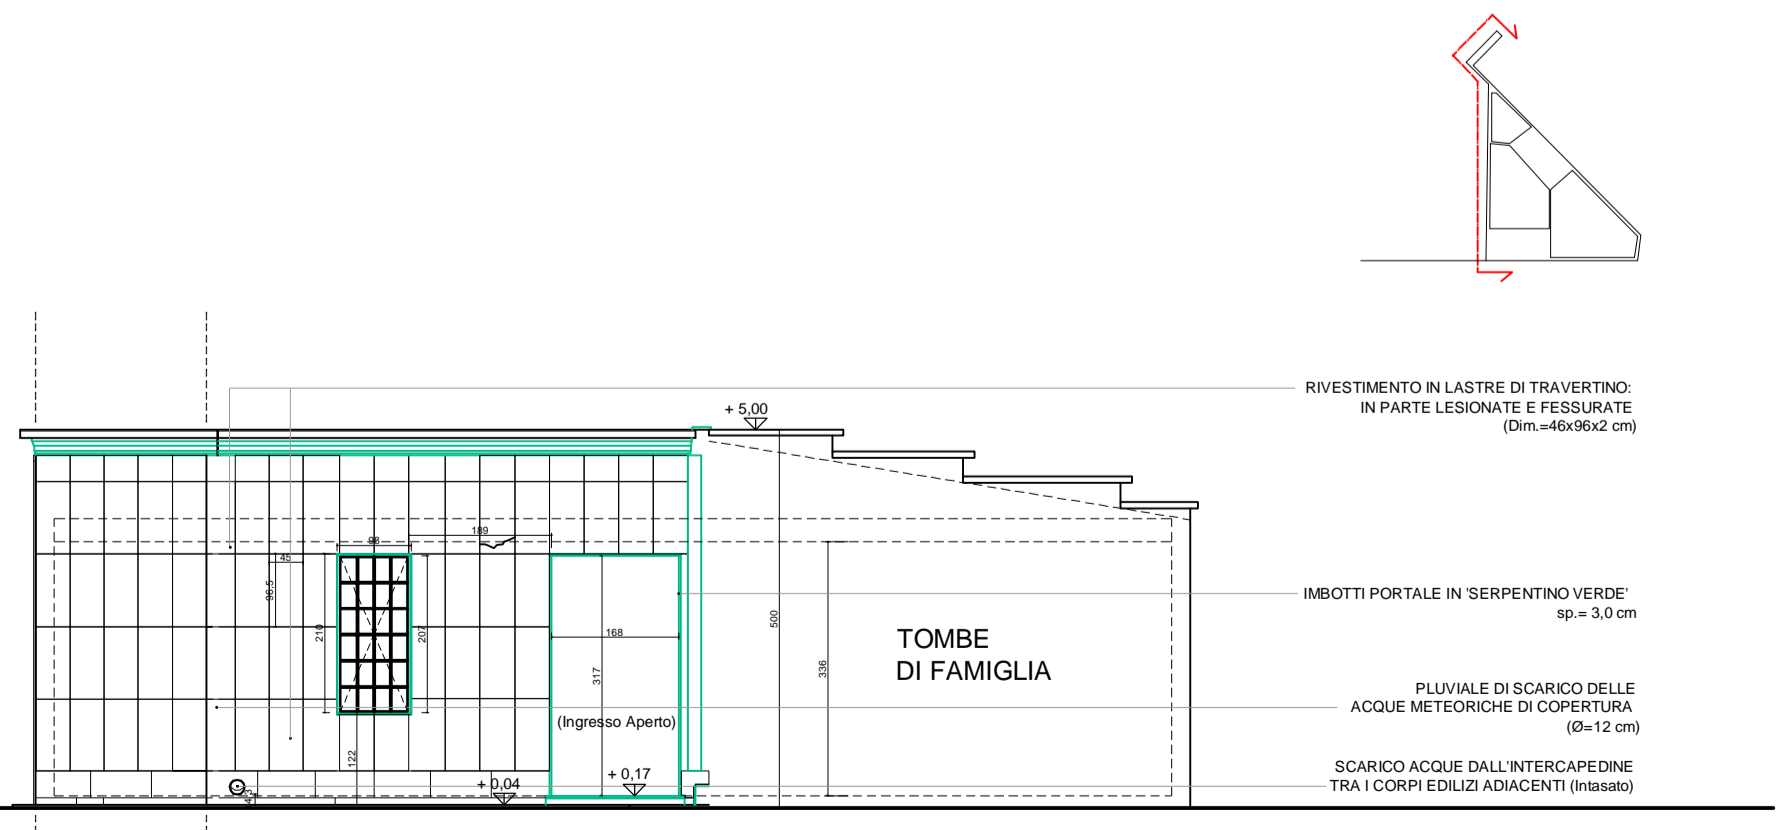 RIVESTIMENTO IN LASTRE DI TRAVERTINO:
IN PARTE LESIONATE E FESSURATE
(Dim.=46x96x2 cm)
+ 5,00
189
98
45
96,5
210
207
168
317
500
336
IMBOTTI PORTALE IN 'SERPENTINO VERDE'
sp.= 3,0 cm
TOMBE
DI FAMIGLIA
PLUVIALE DI SCARICO DELLE
ACQUE METEORICHE DI COPERTURA
(Ø=12 cm)
(Ingresso Aperto)
122
+ 0,04
+ 0,17
SCARICO ACQUE DALL'INTERCAPEDINE
TRA I CORPI EDILIZI ADIACENTI (Intasato)